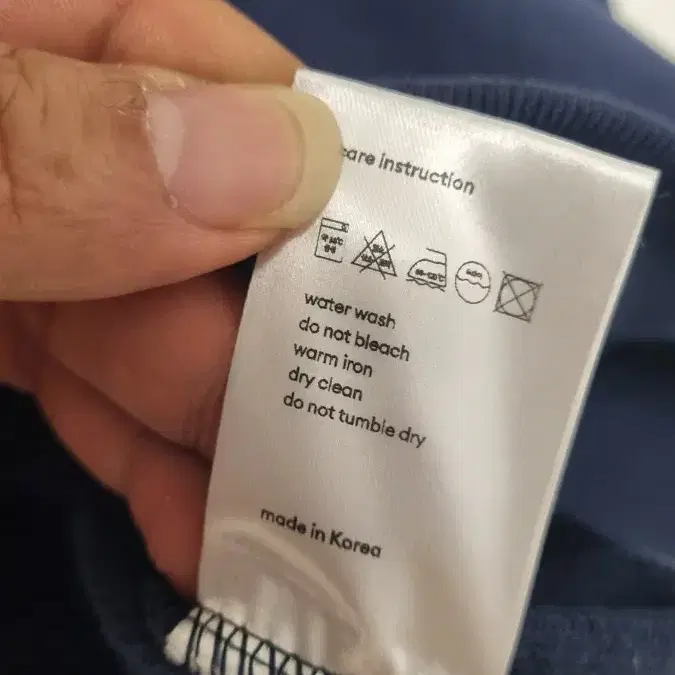 care instruction
water wash
do not bleach
warm iron
dry clean
do not tumble dry
made in Korea